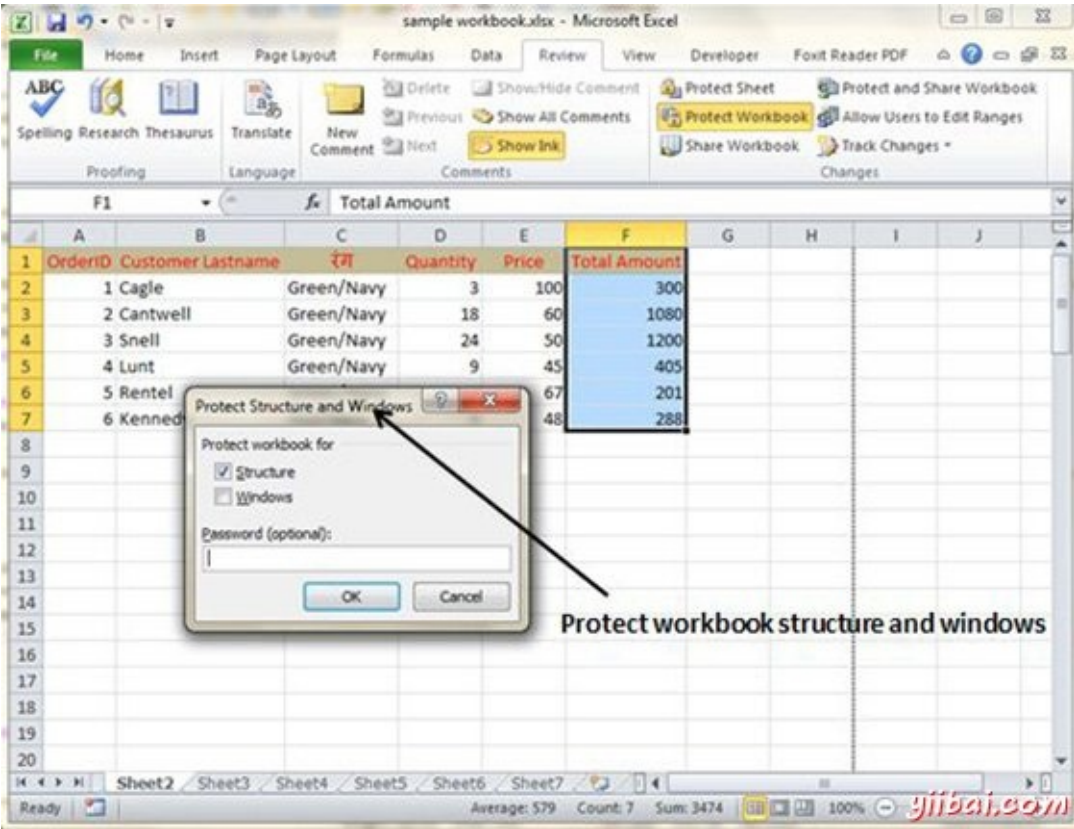 sample workbook.xlsx - Microsoft Excel
File Home Insert Page Layout Formulas Data Review View Developer Foxit Reader PDF
ABC Delete Show/Hide Comment Protect Sheet Protect and Share Workbook
Previous Show All Comments Protect Workbook Allow Users to Edit Ranges
Spelling Research Thesaurus Translate New Comment Next Show Ink Share Workbook Track Changes
Proofing Language Comments Changes
F1 fx Total Amount
A B C D E F G H I J
1 OrderID Customer Lastname रंग Quantity Price Total Amount
2 1 Cagle Green/Navy 3 100 300
3 2 Cantwell Green/Navy 18 60 1080
4 3 Snell Green/Navy 24 50 1200
5 4 Lunt Green/Navy 9 45 405
6 5 Rentel 67 201
7 6 Kenned 48 288
8
9
10
11
12
13
14
15
16
17
18
19
20
Protect Structure and Windows
Protect workbook for
Structure
Windows
Password (optional):
OK Cancel
Protect workbook structure and windows
Sheet2 Sheet3 Sheet4 Sheet5 Sheet6 Sheet7
Ready Average: 579 Count: 7 Sum: 3474 100%
yiibai.com